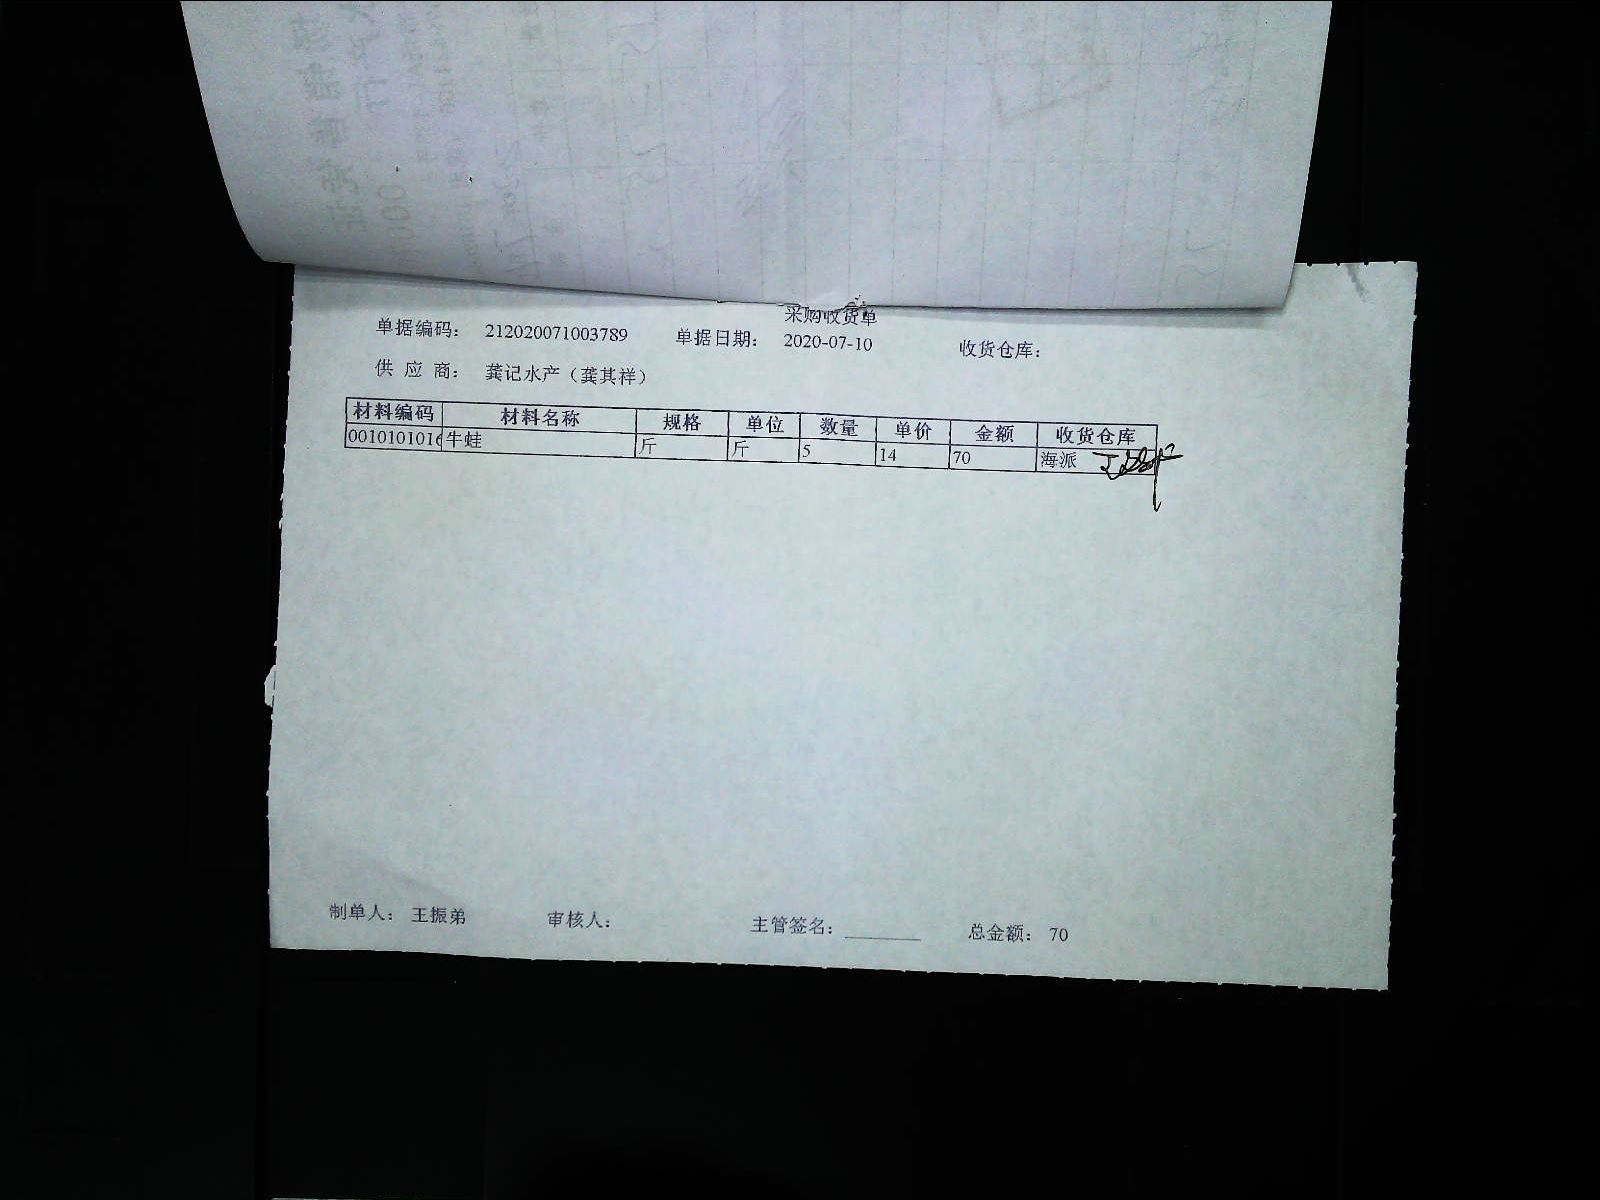 采购收货单
单据编码： 212020071003789 单据日期： 2020-07-10 收货仓库：
供 应 商： 龚记水产（龚其祥）
材料编码 材料名称 规格 单位 数量 单价 金额 收货仓库
001010101 牛蛙 斤 斤 5 14 70 海派
制单人： 王振弟 审核人： 主管签名： 总金额： 70